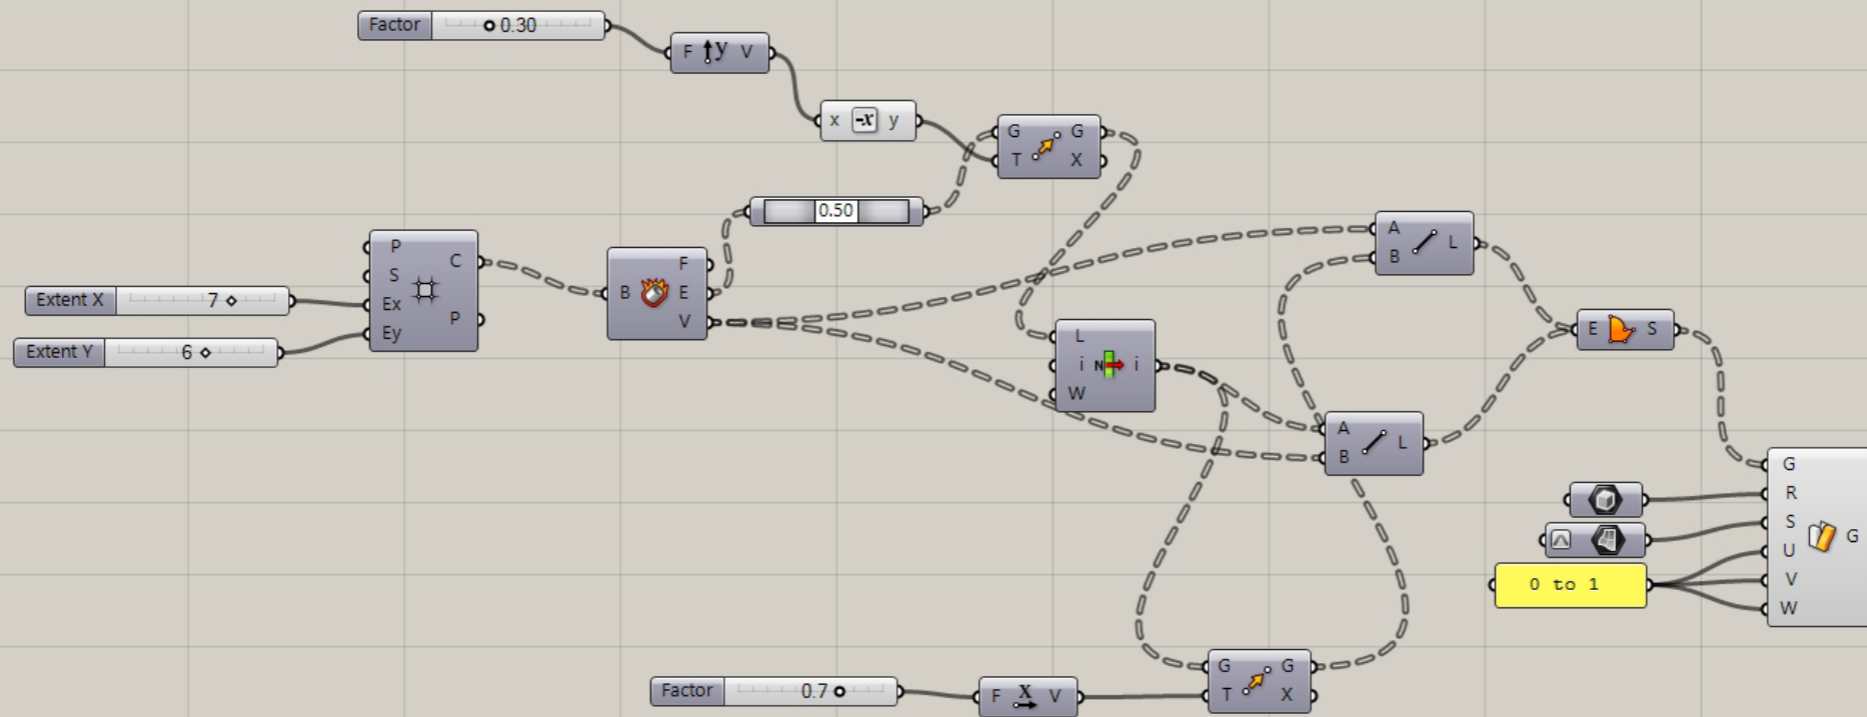 Factor 0.30
F y V
x -x y
G G
T X
0.50
P
C
S
Extent X 7
Ex
P
Extent Y 6
Ey
F
B E
V
A
L
B
L
i N i
W
E S
A
L
B
G
R
S
U
V
W
G
0 to 1
Factor 0.7
F X V
G G
T X